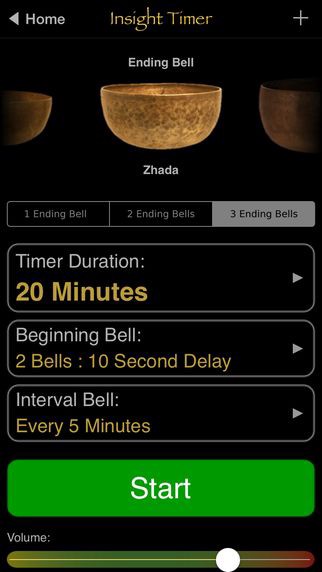 Home
Insight Timer
Ending Bell
Zhada
1 Ending Bell
2 Ending Bells
3 Ending Bells
Timer Duration:
20 Minutes
Beginning Bell:
2 Bells : 10 Second Delay
Interval Bell:
Every 5 Minutes
Start
Volume: